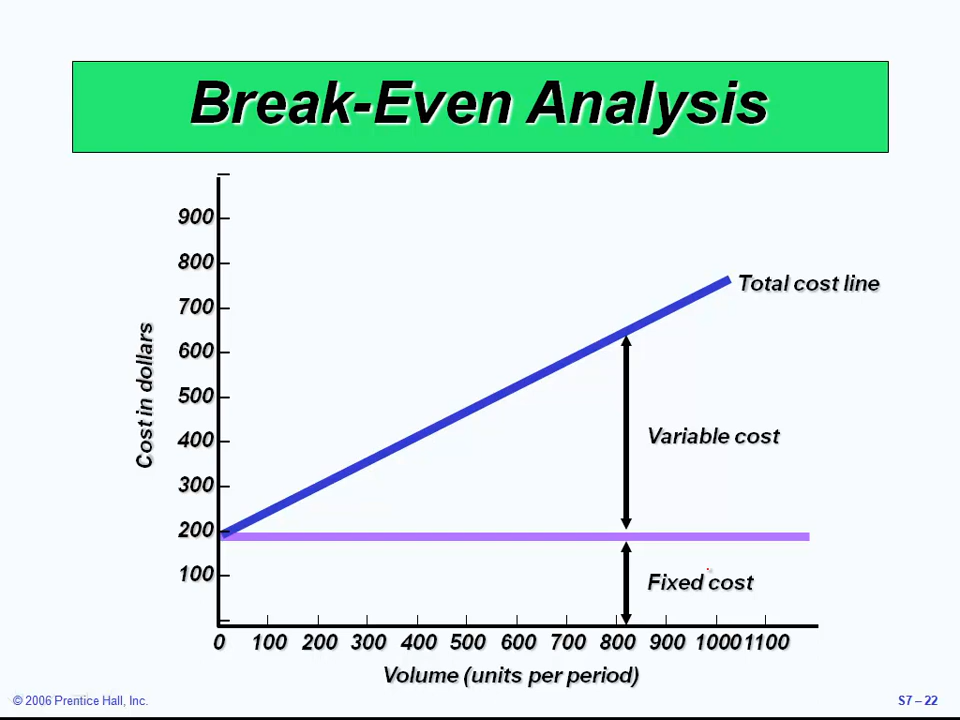 Break-Even Analysis
900
800
700
600
500
400
300
200
100
Cost in dollars
Total cost line
Variable cost
Fixed cost
0 100 200 300 400 500 600 700 800 900 1000 1100
Volume (units per period)
© 2006 Prentice Hall, Inc.
S7 – 22